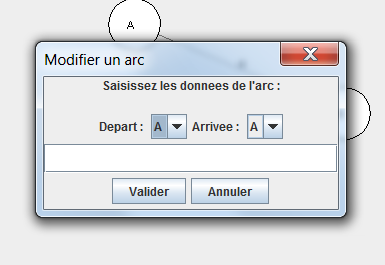 A
Modifier un arc
Saisissez les donnees de l'arc :
Depart : A Arrivee : A
Valider Annuler